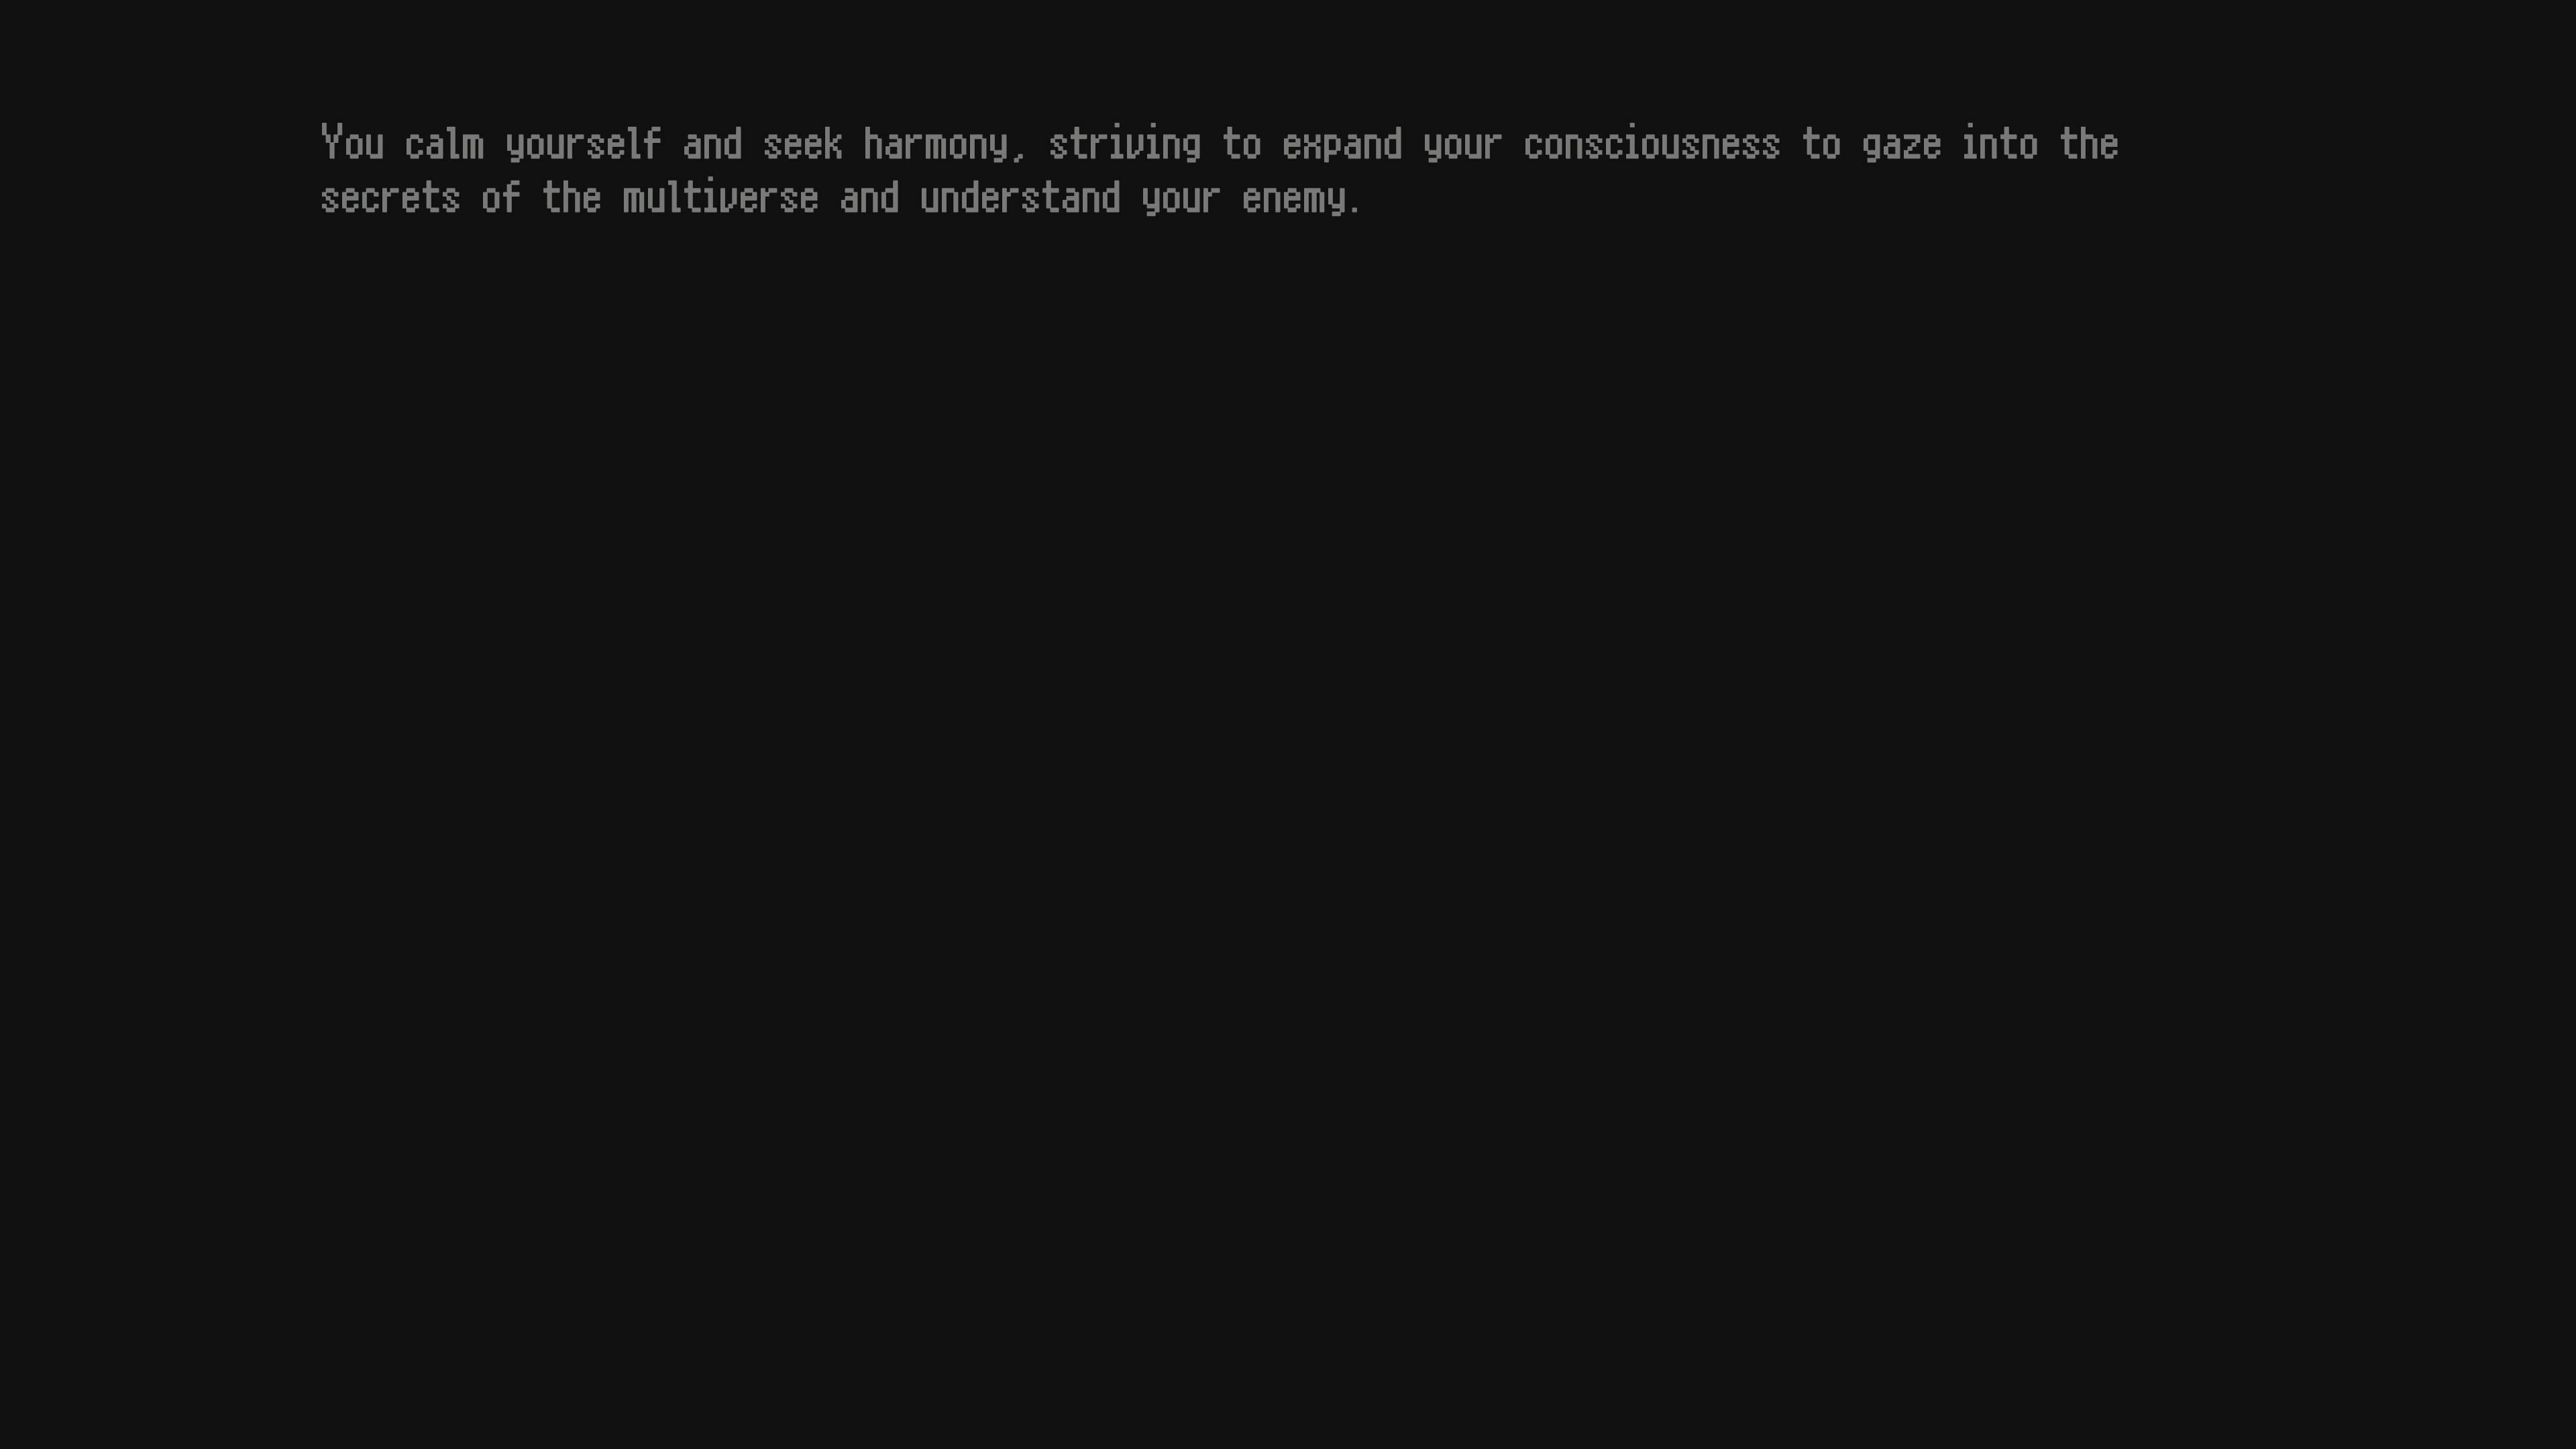 You calm yourself and seek harmony, striving to expand your consciousness to gaze into the
secrets of the multiverse and understand your enemy.